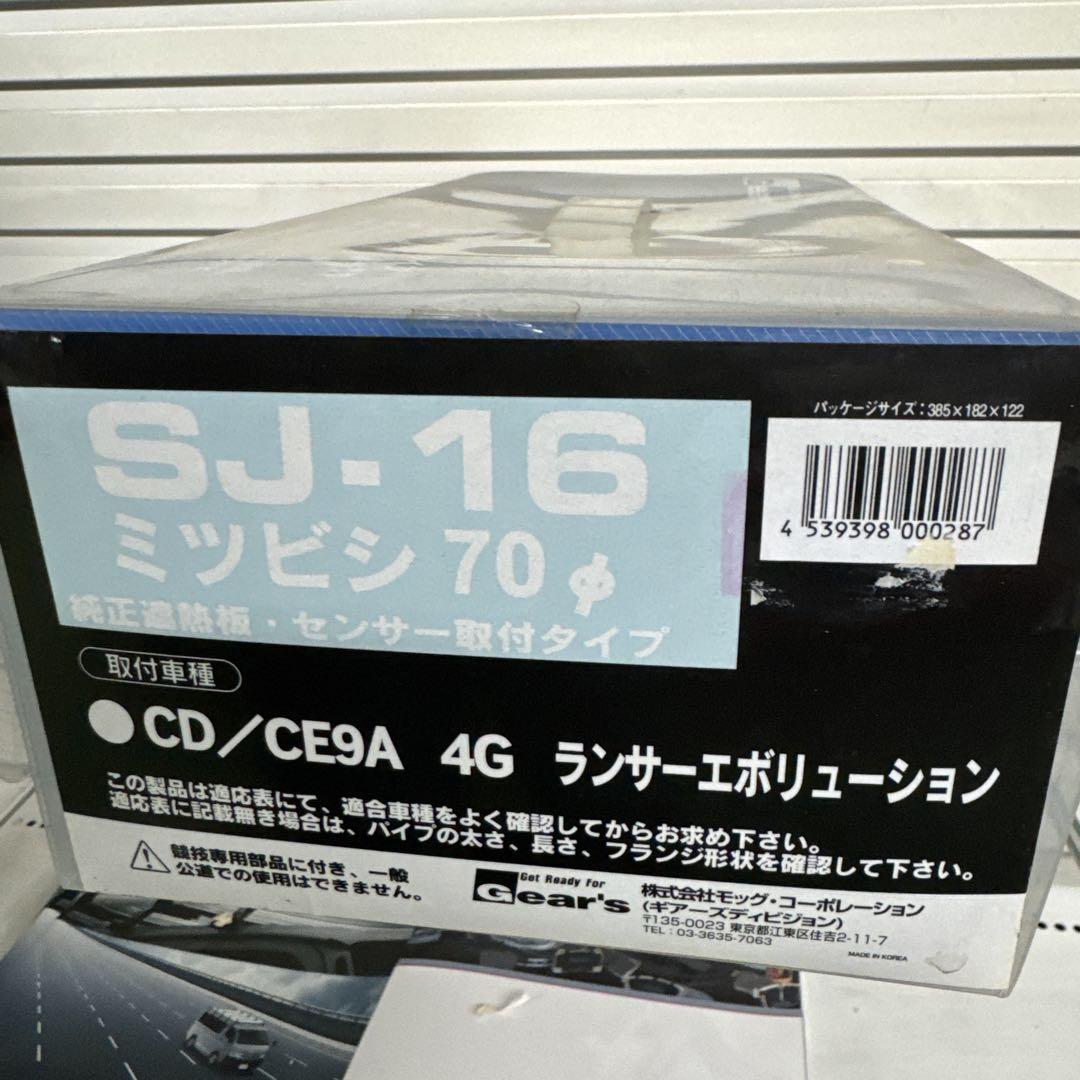 SJ-16
ミツビシ 70φ
純正遮熱板・センサー取付タイプ
パッケージサイズ：385×182×122
4 539398 000287
取付車種
●CD／CE9A 4G ランサーエボリューション
この製品は適応表にて、適合車種をよく確認してからお求め下さい。
適応表に記載無き場合は、パイプの太さ、長さ、フランジ形状を確認して下さい。
競技専用部品に付き、一般
公道での使用はできません。
Get Ready For
Gear's
株式会社モッグ・コーポレーション
(ギアーズディビジョン)
〒135-0023 東京都江東区住吉2-11-7
TEL：03-3635-7063
MADE IN KOREA